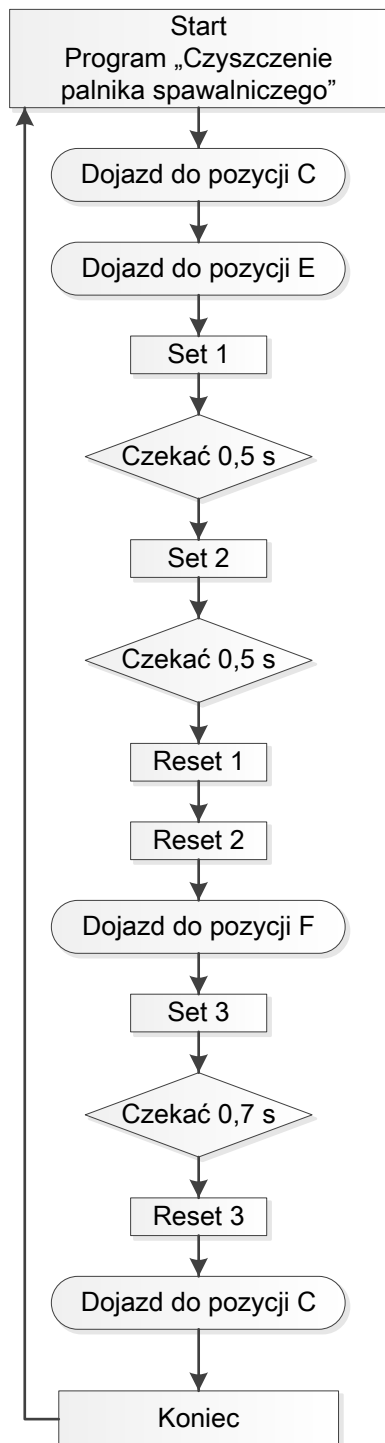 Start
Program „Czyszczenie
palnika spawalniczego”
Dojazd do pozycji C
Dojazd do pozycji E
Set 1
Czekać 0,5 s
Set 2
Czekać 0,5 s
Reset 1
Reset 2
Dojazd do pozycji F
Set 3
Czekać 0,7 s
Reset 3
Dojazd do pozycji C
Koniec